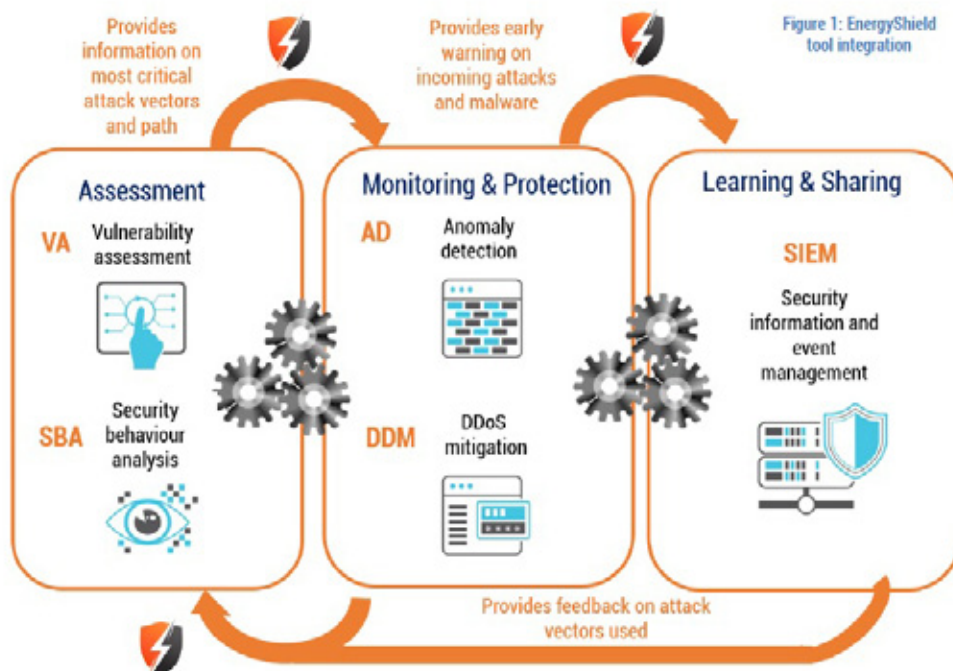 Provides
information on
most critical
attack vectors
and path
Provides early
warning on
incoming attacks
and malware
Figure 1: EnergyShield
tool integration
Assessment
VA
Vulnerability
assessment
SBA
Security
behaviour
analysis
Monitoring & Protection
AD
Anomaly
detection
DDM
DDoS
mitigation
Learning & Sharing
SIEM
Security
information and
event
management
Provides feedback on attack
vectors used